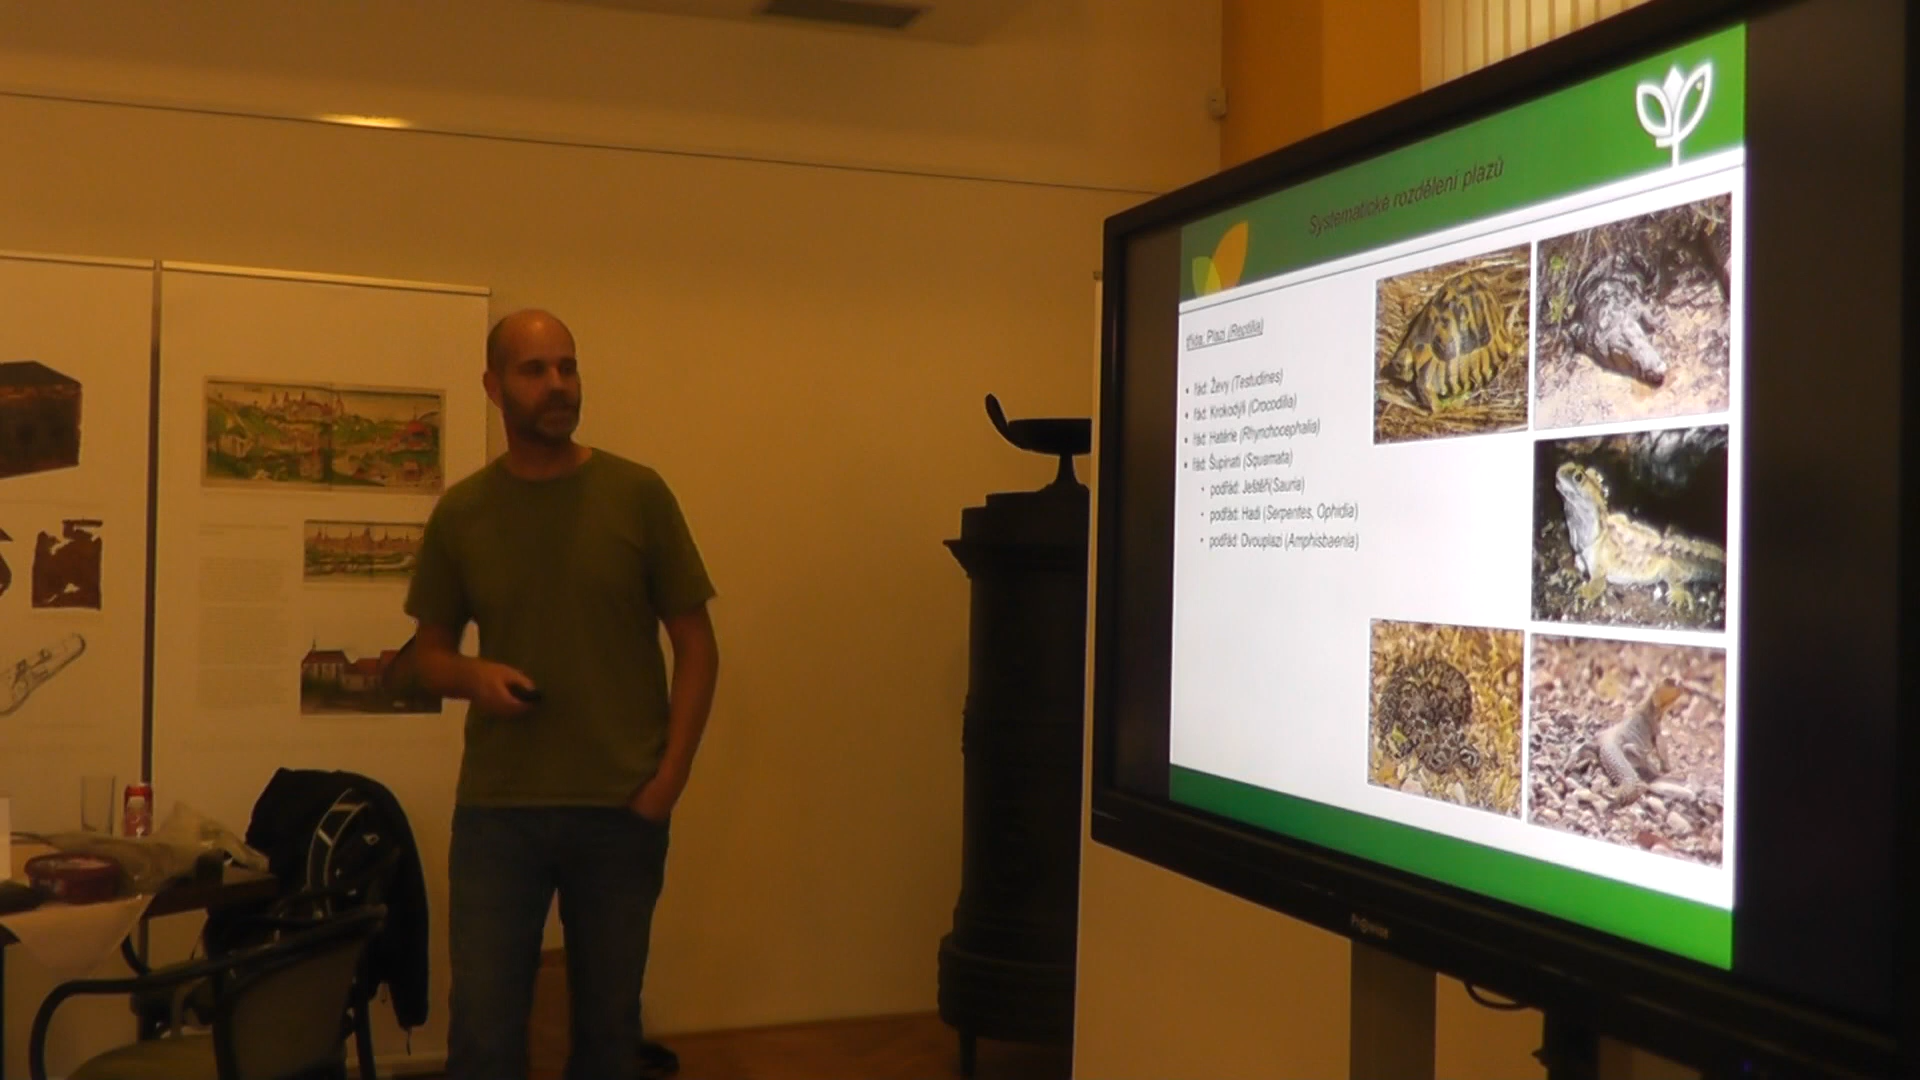 Systematické rozdělení plazů
třída: Plazi (Reptilia)
• řád: Želvy (Testudines)
• řád: Krokodýli (Crocodilia)
• řád: Hatérie (Rhynchocephalia)
• řád: Šupinatí (Squamata)
• podřád: Ještěři (Sauria)
• podřád: Hadi (Serpentes, Ophidia)
• podřád: Dvouplazi (Amphisbaenia)
Prowise